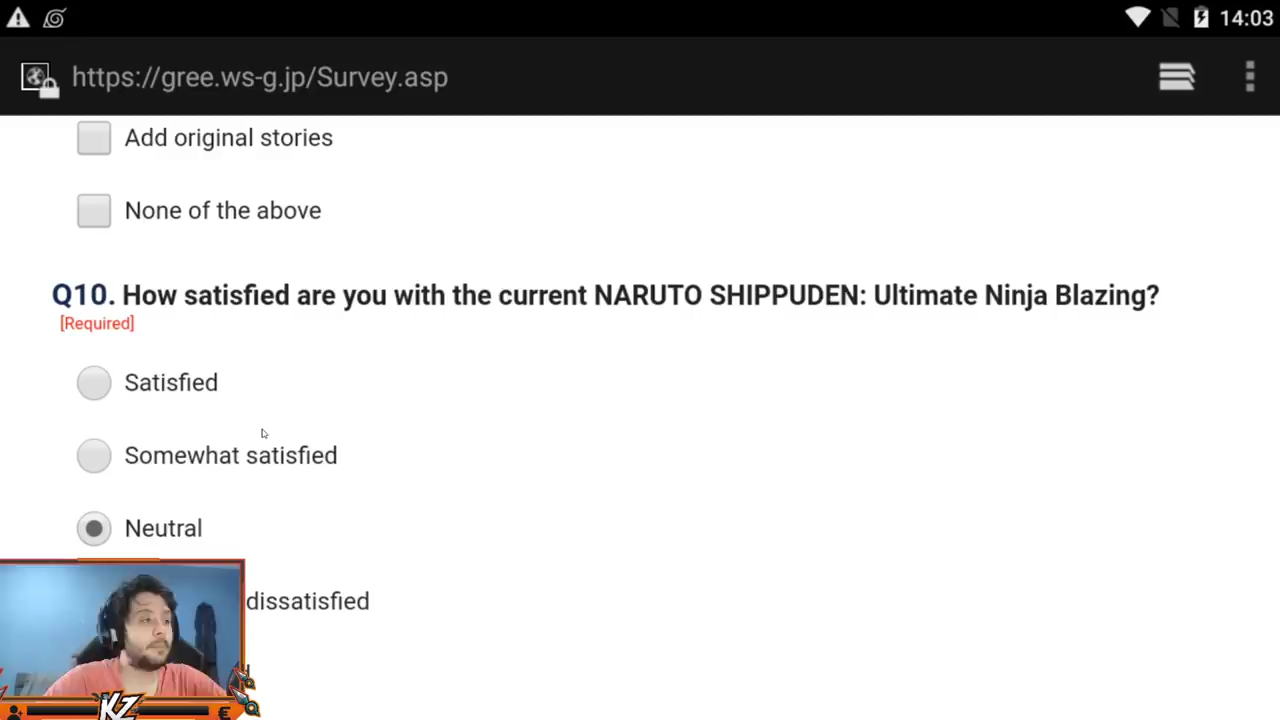 14:03
https://gree.ws-g.jp/Survey.asp
Add original stories
None of the above
Q10. How satisfied are you with the current NARUTO SHIPPUDEN: Ultimate Ninja Blazing?
[Required]
Satisfied
Somewhat satisfied
Neutral
dissatisfied
KZ
€